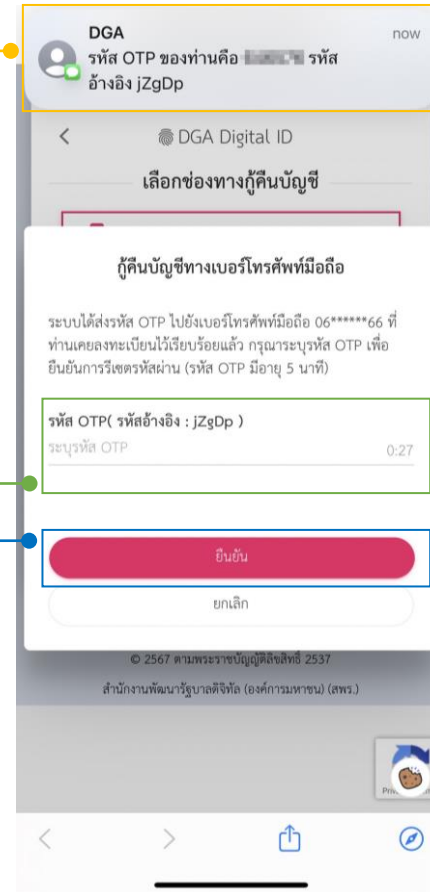 DGA
now
รหัส OTP ของท่านคือ รหัส
อ้างอิง jZgDp
DGA Digital ID
เลือกช่องทางกู้คืนบัญชี
กู้คืนบัญชีทางเบอร์โทรศัพท์มือถือ
ระบบได้ส่งรหัส OTP ไปยังเบอร์โทรศัพท์มือถือ 06******66 ที่
ท่านเคยลงทะเบียนไว้เรียบร้อยแล้ว กรุณาระบุรหัส OTP เพื่อ
ยืนยันการรีเซตรหัสผ่าน (รหัส OTP มีอายุ 5 นาที)
รหัส OTP( รหัสอ้างอิง : jZgDp )
ระบุรหัส OTP
0:27
ยืนยัน
ยกเลิก
© 2567 ตามพระราชบัญญัติลิขสิทธิ์ 2537
สำนักงานพัฒนารัฐบาลดิจิทัล (องค์การมหาชน) (สพร.)